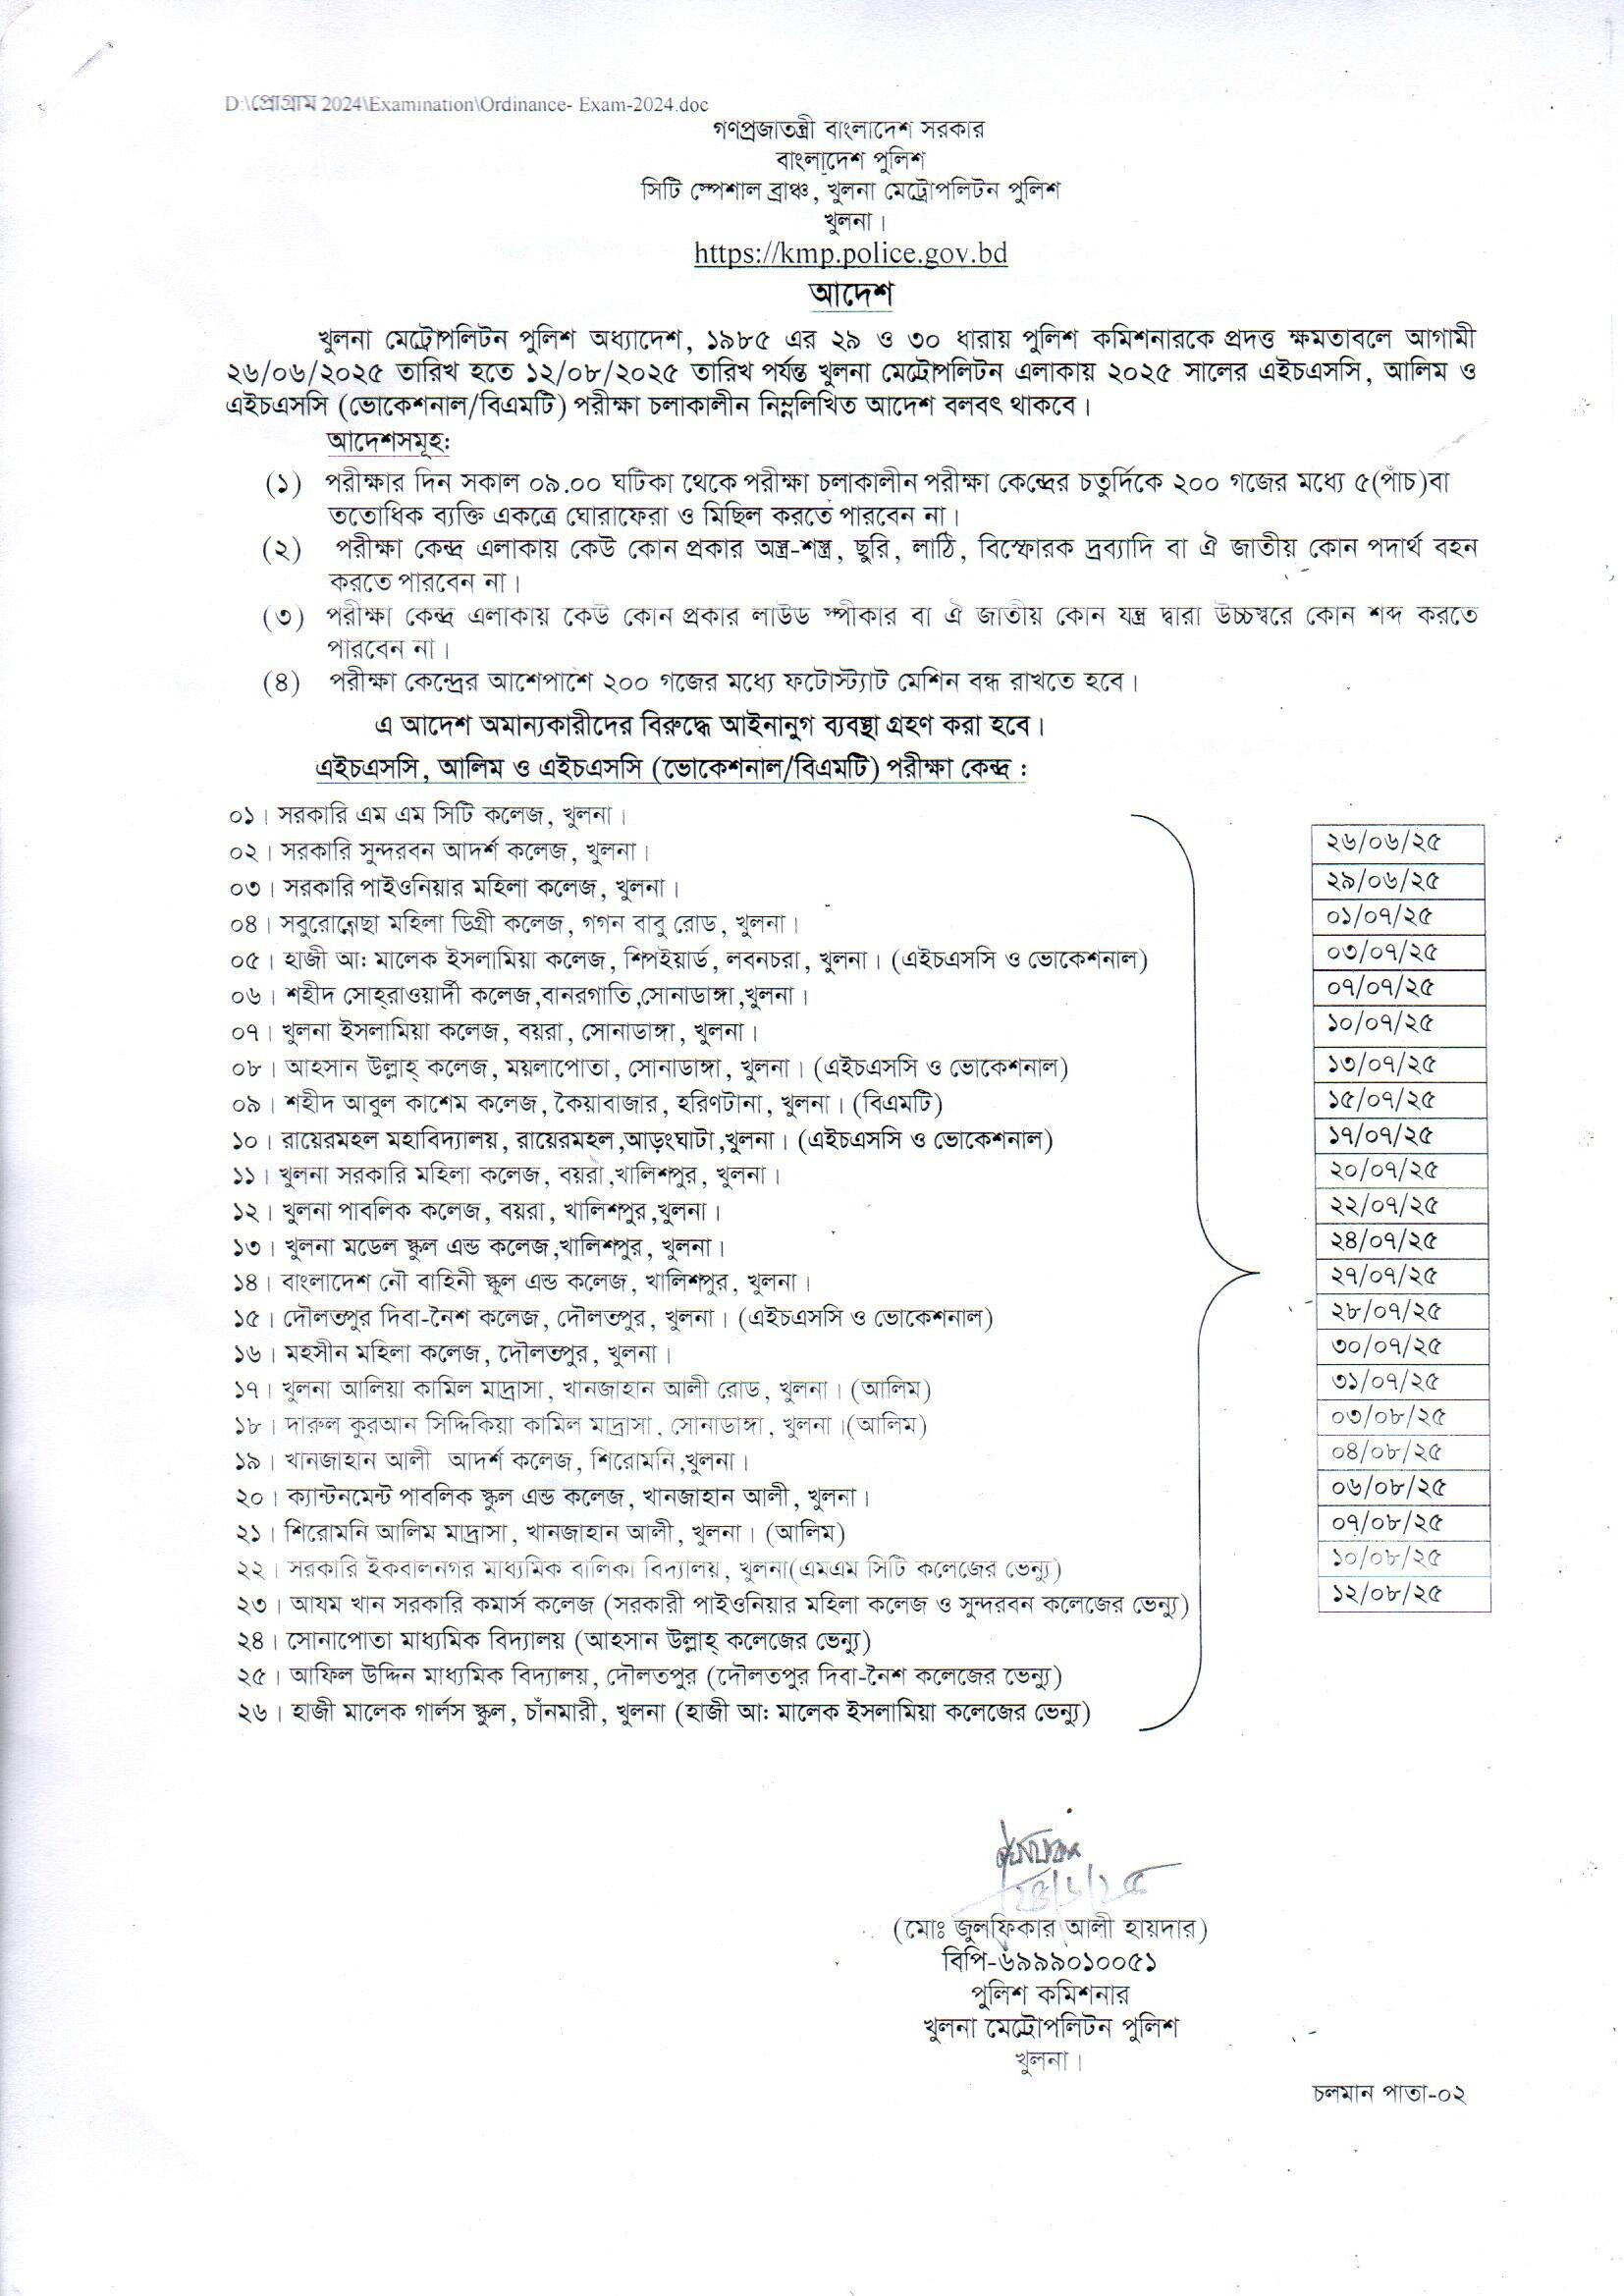 D:\প্রোগ্রাম 2024\Examination\Ordinance- Exam-2024.doc
গণপ্রজাতন্ত্রী বাংলাদেশ সরকার
বাংলাদেশ পুলিশ
সিটি স্পেশাল ব্রাঞ্চ, খুলনা মেট্রোপলিটন পুলিশ
খুলনা।
https://kmp.police.gov.bd
আদেশ
খুলনা মেট্রোপলিটন পুলিশ অধ্যাদেশ, ১৯৮৫ এর ২৯ ও ৩০ ধারায় পুলিশ কমিশনারকে প্রদত্ত ক্ষমতাবলে আগামী
২৬/০৬/২০২৫ তারিখ হতে ১২/০৮/২০২৫ তারিখ পর্যন্ত খুলনা মেট্রোপলিটন এলাকায় ২০২৫ সালের এইচএসসি, আলিম ও
এইচএসসি (ভোকেশনাল/বিএমটি) পরীক্ষা চলাকালীন নিম্নলিখিত আদেশ বলবৎ থাকবে।
আদেশসমূহ:
(১) পরীক্ষার দিন সকাল ০৯.০০ ঘটিকা থেকে পরীক্ষা চলাকালীন পরীক্ষা কেন্দ্রের চতুর্দিকে ২০০ গজের মধ্যে ৫(পাঁচ)বা
ততোধিক ব্যক্তি একত্রে ঘোরাফেরা ও মিছিল করতে পারবেন না।
(২) পরীক্ষা কেন্দ্র এলাকায় কেউ কোন প্রকার অস্ত্র-শস্ত্র, ছুরি, লাঠি, বিস্ফোরক দ্রব্যাদি বা ঐ জাতীয় কোন পদার্থ বহন
করতে পারবেন না।
(৩) পরীক্ষা কেন্দ্র এলাকায় কেউ কোন প্রকার লাউড স্পীকার বা ঐ জাতীয় কোন যন্ত্র দ্বারা উচ্চস্বরে কোন শব্দ করতে
পারবেন না।
(৪) পরীক্ষা কেন্দ্রের আশেপাশে ২০০ গজের মধ্যে ফটোস্ট্যাট মেশিন বন্ধ রাখতে হবে।
এ আদেশ অমান্যকারীদের বিরুদ্ধে আইনানুগ ব্যবস্থা গ্রহণ করা হবে।
এইচএসসি, আলিম ও এইচএসসি (ভোকেশনাল/বিএমটি) পরীক্ষা কেন্দ্র :
০১। সরকারি এম এম সিটি কলেজ, খুলনা।
০২। সরকারি সুন্দরবন আদর্শ কলেজ, খুলনা।
০৩। সরকারি পাইওনিয়ার মহিলা কলেজ, খুলনা।
০৪। সবুরোন্নেছা মহিলা ডিগ্রী কলেজ, গগন বাবু রোড, খুলনা।
০৫। হাজী আ: মালেক ইসলামিয়া কলেজ, শিপইয়ার্ড, লবনচরা, খুলনা। (এইচএসসি ও ভোকেশনাল)
০৬। শহীদ সোহ্‌রাওয়ার্দী কলেজ,বানরগাতি,সোনাডাঙ্গা,খুলনা।
০৭। খুলনা ইসলামিয়া কলেজ, বয়রা, সোনাডাঙ্গা, খুলনা।
০৮। আহসান উল্লাহ্ কলেজ, ময়লাপোতা, সোনাডাঙ্গা, খুলনা। (এইচএসসি ও ভোকেশনাল)
০৯। শহীদ আবুল কাশেম কলেজ, কৈয়াবাজার, হরিণটানা, খুলনা। (বিএমটি)
১০। রায়েরমহল মহাবিদ্যালয়, রায়েরমহল,আড়ংঘাটা,খুলনা। (এইচএসসি ও ভোকেশনাল)
১১। খুলনা সরকারি মহিলা কলেজ, বয়রা,খালিশপুর, খুলনা।
১২। খুলনা পাবলিক কলেজ, বয়রা, খালিশপুর,খুলনা।
১৩। খুলনা মডেল স্কুল এন্ড কলেজ,খালিশপুর, খুলনা।
১৪। বাংলাদেশ নৌ বাহিনী স্কুল এন্ড কলেজ, খালিশপুর, খুলনা।
১৫। দৌলতপুর দিবা-নৈশ কলেজ, দৌলতপুর, খুলনা। (এইচএসসি ও ভোকেশনাল)
১৬। মহসীন মহিলা কলেজ, দৌলতপুর, খুলনা।
১৭। খুলনা আলিয়া কামিল মাদ্রাসা, খানজাহান আলী রোড, খুলনা। (আলিম)
১৮। দারুল কুরআন সিদ্দিকিয়া কামিল মাদ্রাসা, সোনাডাঙ্গা, খুলনা।(আলিম)
১৯। খানজাহান আলী আদর্শ কলেজ, শিরোমনি,খুলনা।
২০। ক্যান্টনমেন্ট পাবলিক স্কুল এন্ড কলেজ, খানজাহান আলী, খুলনা।
২১। শিরোমনি আলিম মাদ্রাসা, খানজাহান আলী, খুলনা। (আলিম)
২২। সরকারি ইকবালনগর মাধ্যমিক বালিকা বিদ্যালয়, খুলনা(এমএম সিটি কলেজের ভেন্যু)
২৩। আযম খান সরকারি কমার্স কলেজ (সরকারী পাইওনিয়ার মহিলা কলেজ ও সুন্দরবন কলেজের ভেন্যু)
২৪। সোনাপোতা মাধ্যমিক বিদ্যালয় (আহসান উল্লাহ্ কলেজের ভেন্যু)
২৫। আফিল উদ্দিন মাধ্যমিক বিদ্যালয়, দৌলতপুর (দৌলতপুর দিবা-নৈশ কলেজের ভেন্যু)
২৬। হাজী মালেক গার্লস স্কুল, চাঁনমারী, খুলনা (হাজী আ: মালেক ইসলামিয়া কলেজের ভেন্যু)
২৬/০৬/২৫
২৯/০৬/২৫
০১/০৭/২৫
০৩/০৭/২৫
০৭/০৭/২৫
১০/০৭/২৫
১৩/০৭/২৫
১৫/০৭/২৫
১৭/০৭/২৫
২০/০৭/২৫
২২/০৭/২৫
২৪/০৭/২৫
২৭/০৭/২৫
২৮/০৭/২৫
৩০/০৭/২৫
৩১/০৭/২৫
০৩/০৮/২৫
০৪/০৮/২৫
০৬/০৮/২৫
০৭/০৮/২৫
১০/০৮/২৫
১২/০৮/২৫
(মোঃ জুলফিকার আলী হায়দার)
বিপি-৬৯৯৯০১০০৫১
পুলিশ কমিশনার
খুলনা মেট্রোপলিটন পুলিশ
খুলনা।
চলমান পাতা-০২